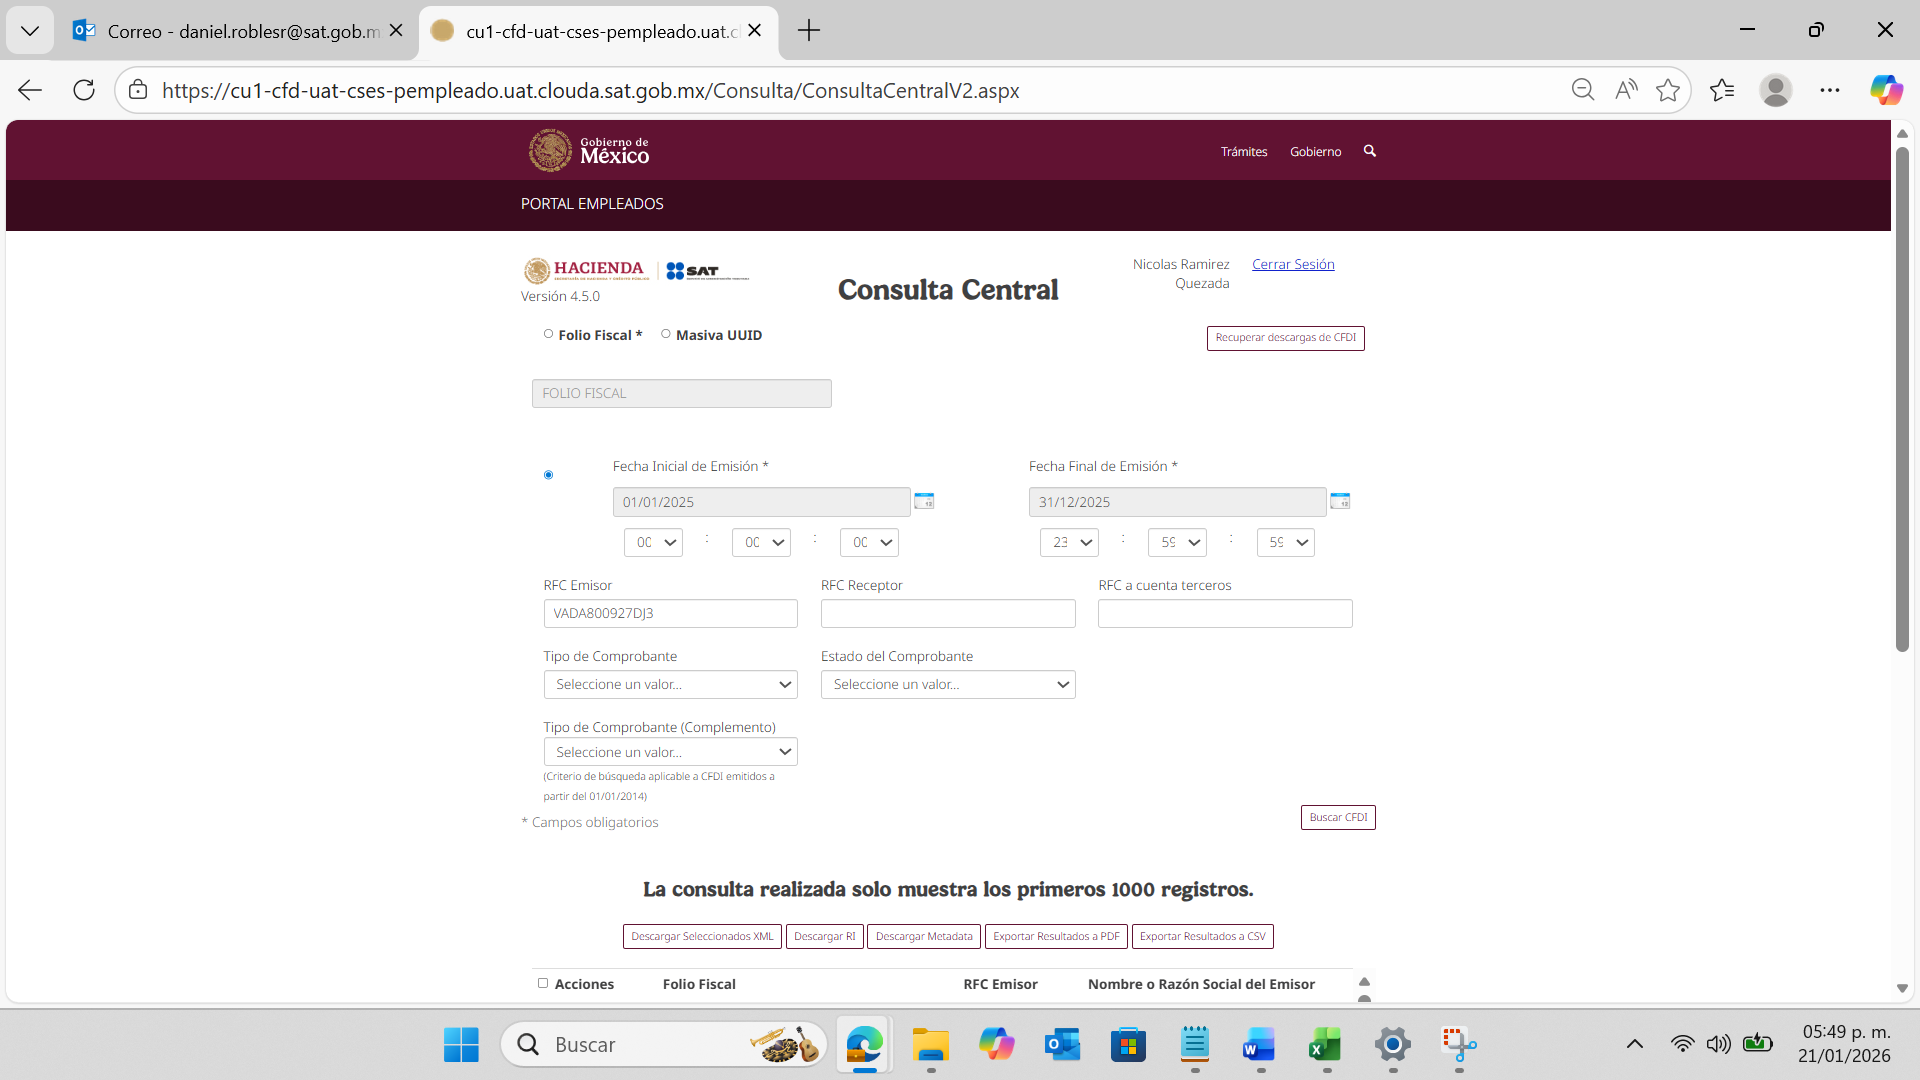 Correo - daniel.roblesr@sat.gob.m
cu1-cfd-uat-cses-pempleado.uat.cl
https://cu1-cfd-uat-cses-pempleado.uat.clouda.sat.gob.mx/Consulta/ConsultaCentralV2.aspx
Gobierno de
México
Trámites
Gobierno
PORTAL EMPLEADOS
HACIENDA
SAT
Versión 4.5.0
Consulta Central
Nicolas Ramirez
Quezada
Cerrar Sesión
Folio Fiscal *
Masiva UUID
Recuperar descargas de CFDI
FOLIO FISCAL
Fecha Inicial de Emisión *
Fecha Final de Emisión *
01/01/2025
31/12/2025
00 : 00 : 00
23 : 59 : 59
RFC Emisor
RFC Receptor
RFC a cuenta terceros
VADA800927DJ3
Tipo de Comprobante
Estado del Comprobante
Seleccione un valor...
Seleccione un valor...
Tipo de Comprobante (Complemento)
Seleccione un valor...
(Criterio de búsqueda aplicable a CFDI emitidos a
partir del 01/01/2014)
* Campos obligatorios
Buscar CFDI
La consulta realizada solo muestra los primeros 1000 registros.
Descargar Seleccionados XML
Descargar RI
Descargar Metadata
Exportar Resultados a PDF
Exportar Resultados a CSV
Acciones
Folio Fiscal
RFC Emisor
Nombre o Razón Social del Emisor
Buscar
05:49 p. m.
21/01/2026